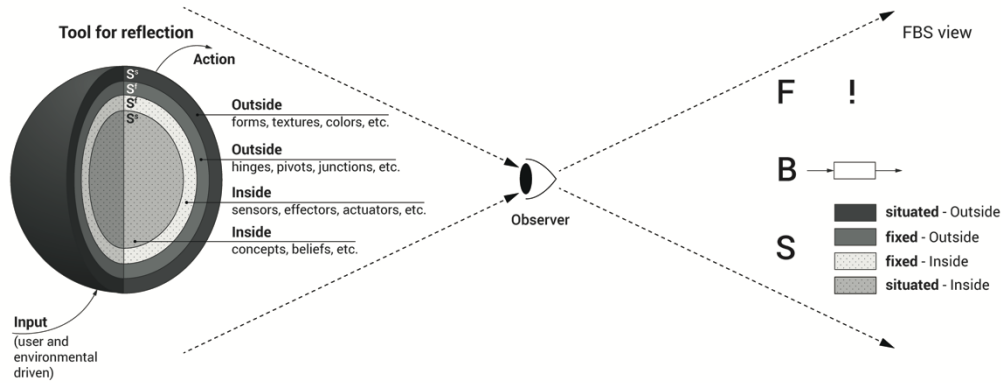 Tool for reflection
Action
Sˢ
Sᶠ
Sᶠ
Sˢ
Outside
forms, textures, colors, etc.
Outside
hinges, pivots, junctions, etc.
Inside
sensors, effectors, actuators, etc.
Inside
concepts, beliefs, etc.
Input
(user and
environmental
driven)
Observer
FBS view
F !
B
S
situated - Outside
fixed - Outside
fixed - Inside
situated - Inside